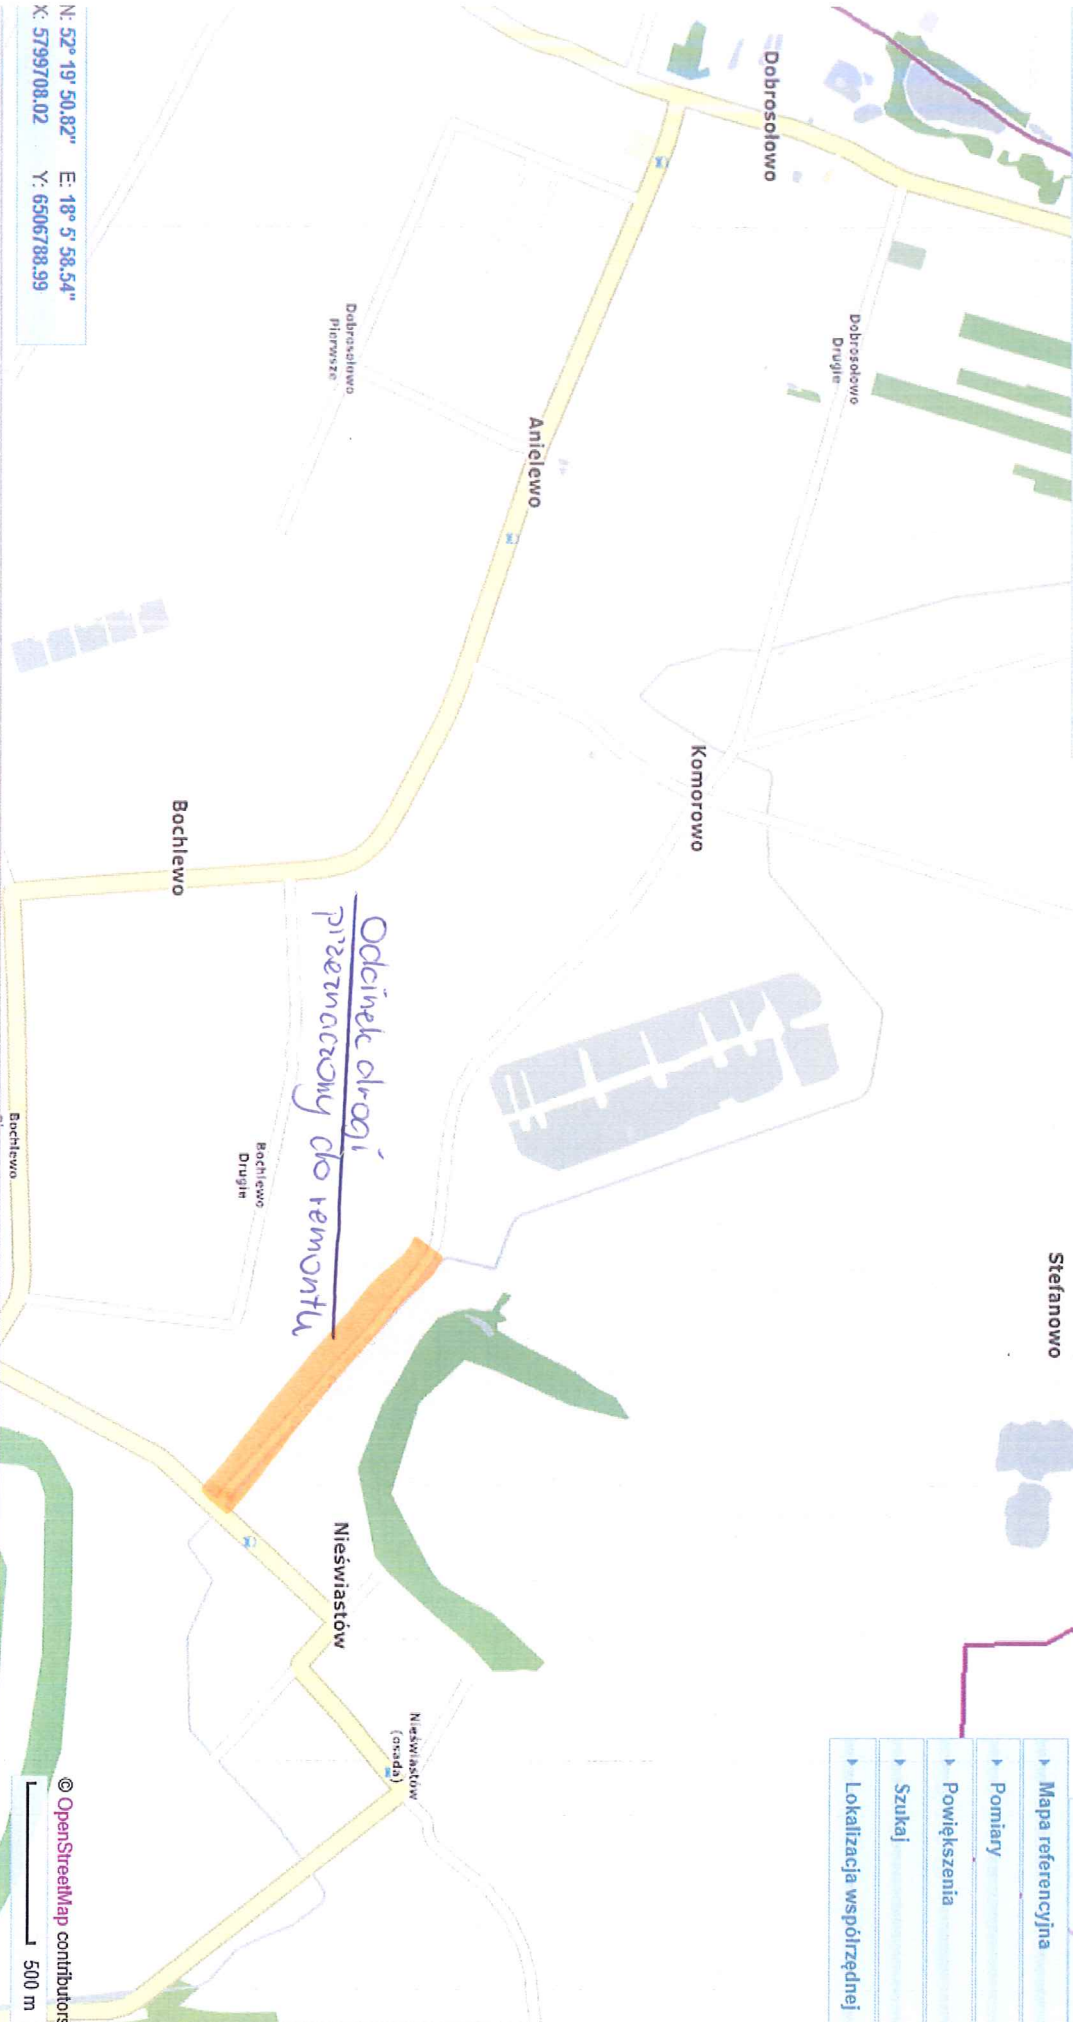 Dobrosołowo
Mapa referencyjna
Pomiary
Powiększenia
Szukaj
Lokalizacja współrzędnej
Stefanowo
Dobrosołowo
Drugie
Komorowo
Anielewo
Dobrosołowo
Pierwsze
Odcinek drogi
przeznaczony do remontu
Nieświastów
Nieświastów
(osada)
Bochlewo
Drugie
Bochlewo
Bochlewo
N: 52° 19' 50.82" E: 18° 5' 58.54"
X: 5799708.02 Y: 6506788.99
© OpenStreetMap contributors
500 m